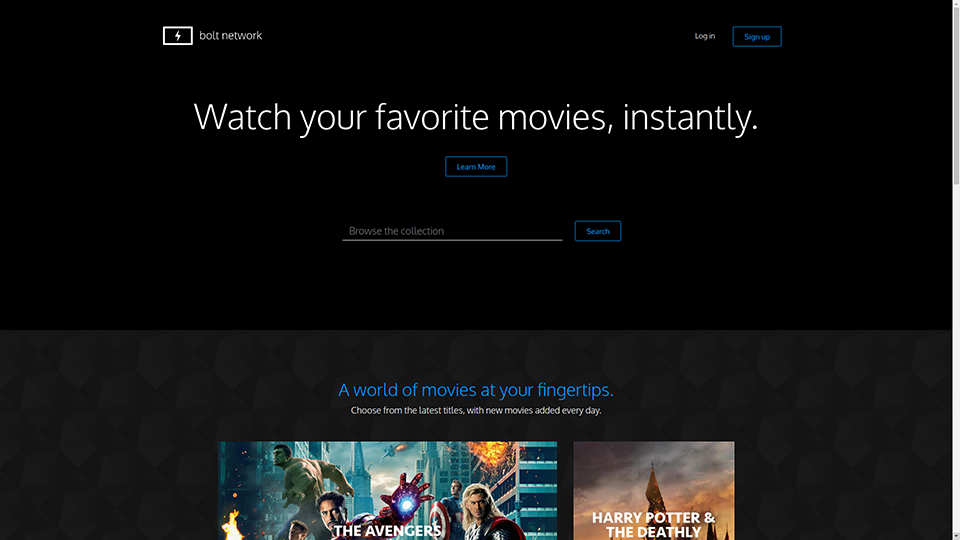 bolt network
Log in
Sign up
Watch your favorite movies, instantly.
Learn More
Browse the collection
Search
A world of movies at your fingertips.
Choose from the latest titles, with new movies added every day.
THE AVENGERS
HARRY POTTER &
THE DEATHLY